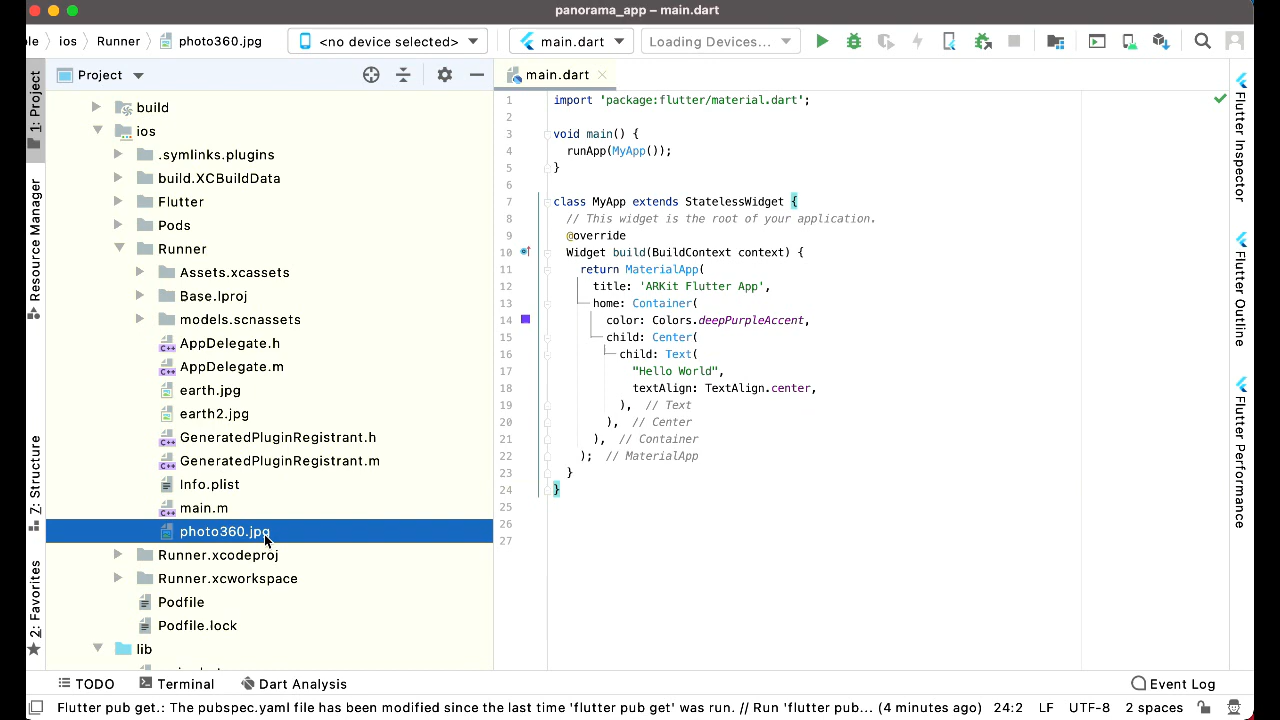 panorama_app – main.dart
ios
Runner
photo360.jpg
<no device selected>
main.dart
Loading Devices...
1: Project
Resource Manager
Z: Structure
2: Favorites
Project
build
ios
.symlinks.plugins
build.XCBuildData
Flutter
Pods
Runner
Assets.xcassets
Base.lproj
models.scnassets
AppDelegate.h
AppDelegate.m
earth.jpg
earth2.jpg
GeneratedPluginRegistrant.h
GeneratedPluginRegistrant.m
Info.plist
main.m
photo360.jpg
Runner.xcodeproj
Runner.xcworkspace
Podfile
Podfile.lock
lib
main.dart
1 import 'package:flutter/material.dart';
2
3 void main() {
4 runApp(MyApp());
5 }
6
7 class MyApp extends StatelessWidget {
8 // This widget is the root of your application.
9 @override
10 Widget build(BuildContext context) {
11 return MaterialApp(
12 title: 'ARKit Flutter App',
13 home: Container(
14 color: Colors.deepPurpleAccent,
15 child: Center(
16 child: Text(
17 "Hello World",
18 textAlign: TextAlign.center,
19 ), // Text
20 ), // Center
21 ), // Container
22 ); // MaterialApp
23 }
24 }
25
26
27
Flutter Inspector
Flutter Outline
Flutter Performance
TODO
Terminal
Dart Analysis
Event Log
Flutter pub get.: The pubspec.yaml file has been modified since the last time 'flutter pub get' was run. // Run 'flutter pub... (4 minutes ago)
24:2
LF
UTF-8
2 spaces